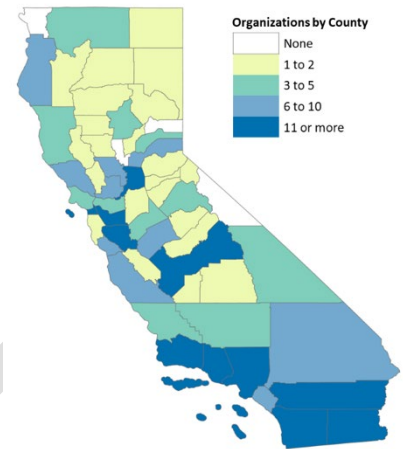 Organizations by County
None
1 to 2
3 to 5
6 to 10
11 or more